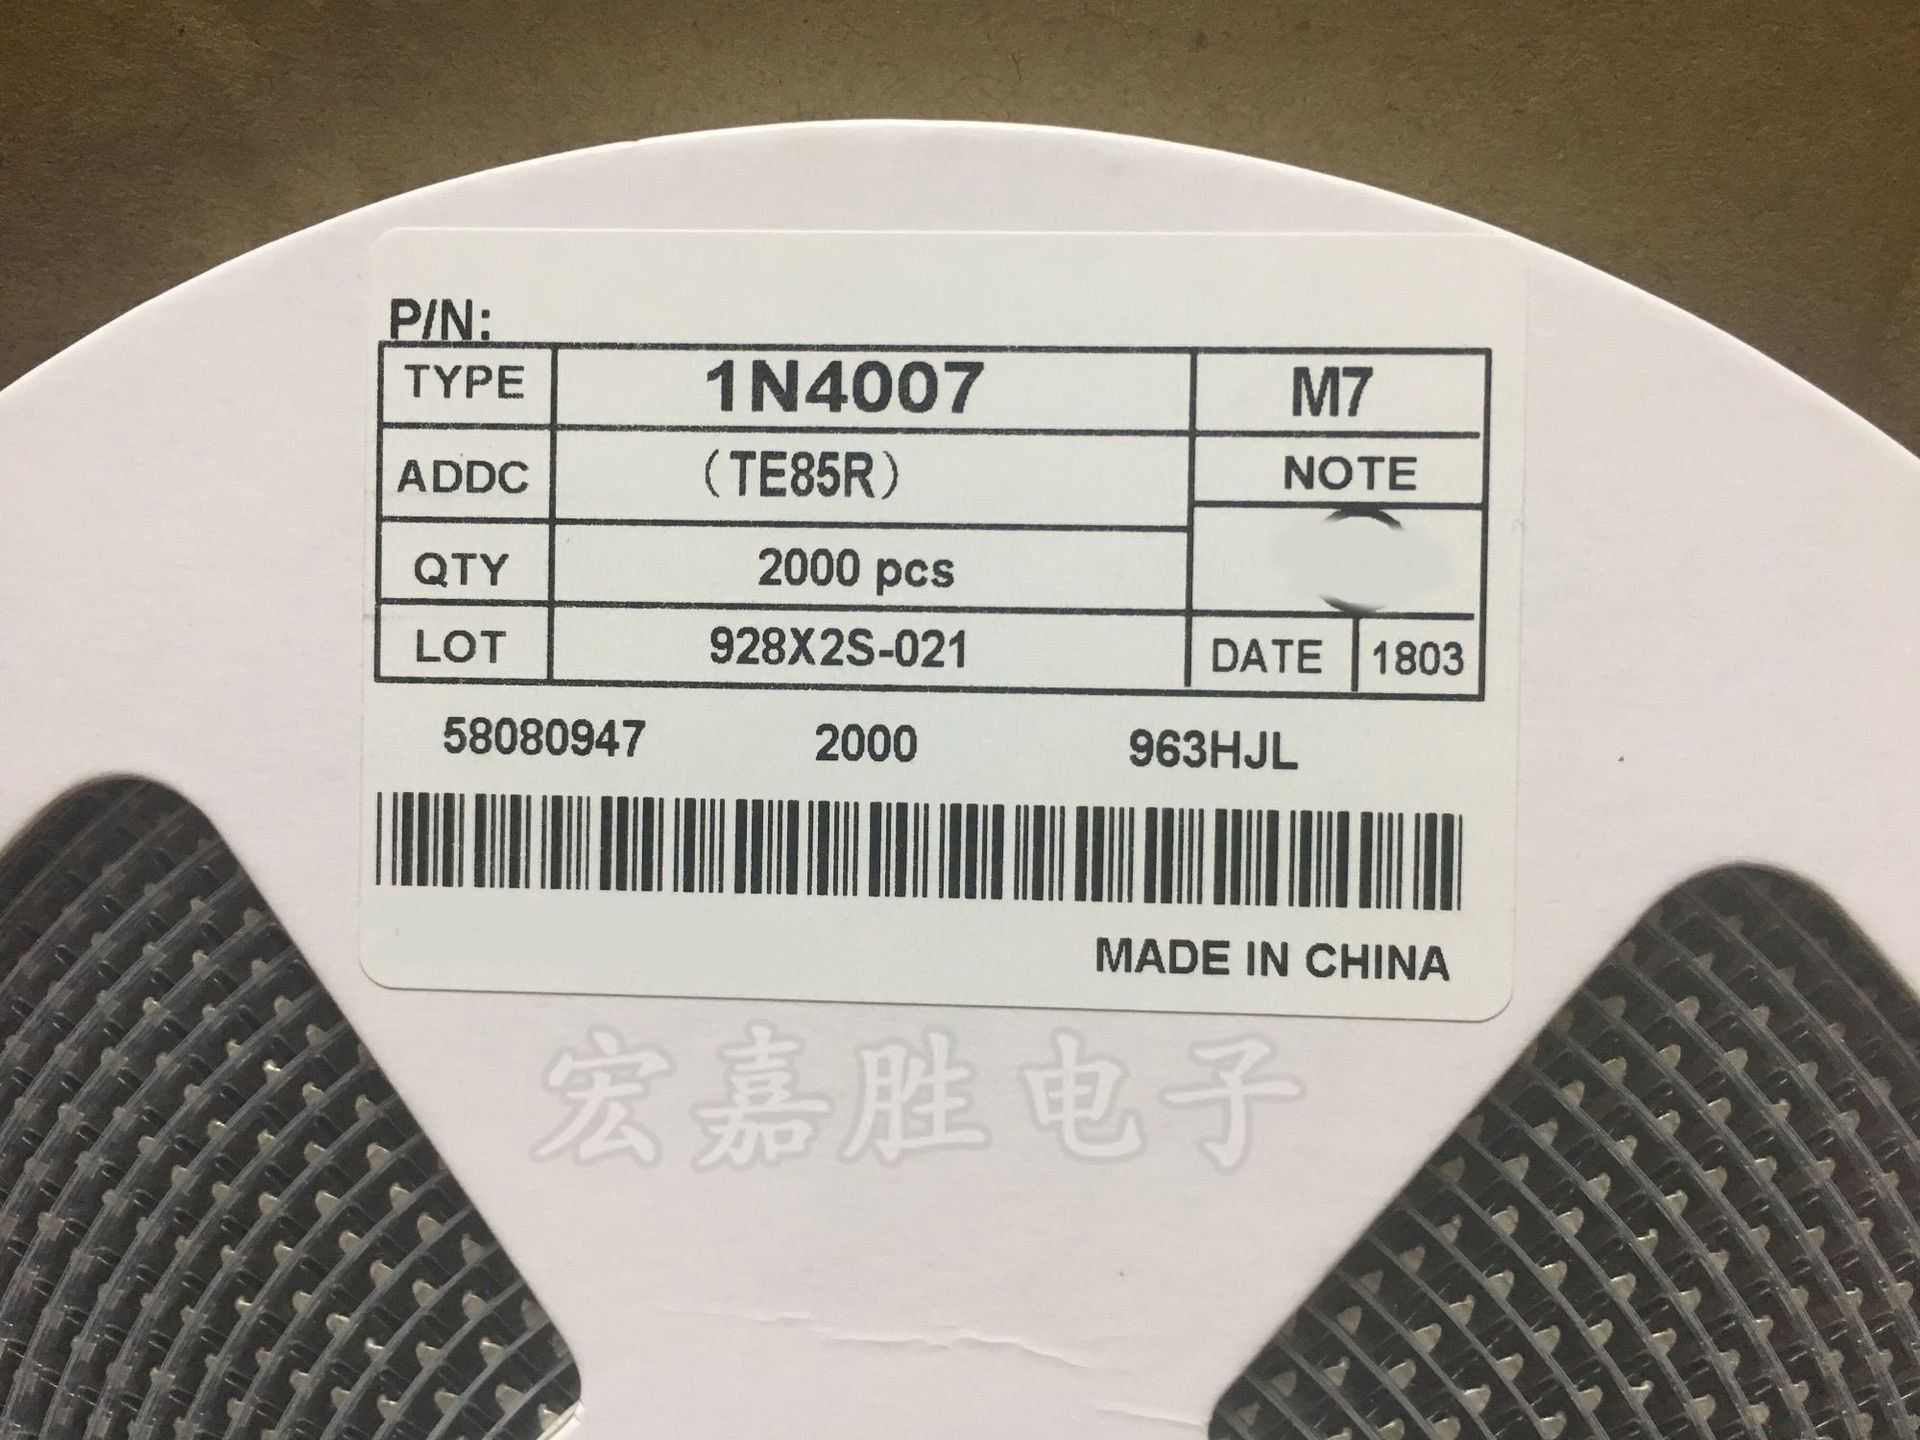 P/N:
TYPE 1N4007 M7
ADDC （TE85R） NOTE
QTY 2000 pcs
LOT 928X2S-021 DATE 1803
58080947 2000 963HJL
MADE IN CHINA
宏嘉胜电子